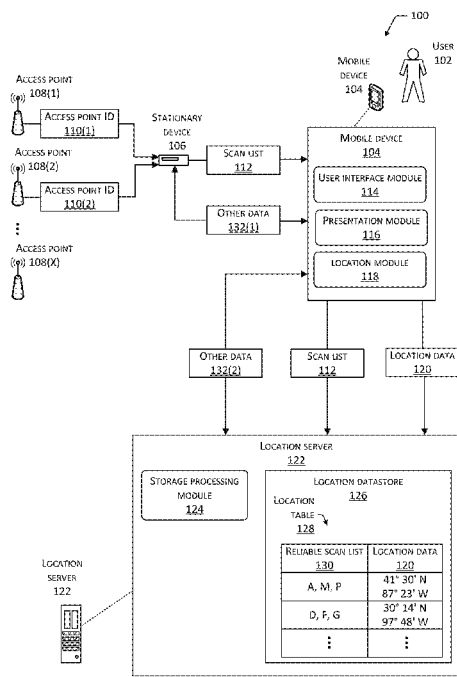 100
USER
102
MOBILE
DEVICE
104
ACCESS POINT
108(1)
ACCESS POINT ID
110(1)
STATIONARY
DEVICE
106
ACCESS POINT
108(2)
ACCESS POINT ID
110(2)
ACCESS POINT
108(X)
SCAN LIST
112
OTHER DATA
132(1)
MOBILE DEVICE
104
USER INTERFACE MODULE
114
PRESENTATION MODULE
116
LOCATION MODULE
118
OTHER DATA
132(2)
SCAN LIST
112
LOCATION DATA
120
LOCATION SERVER
122
STORAGE PROCESSING
MODULE
124
LOCATION DATASTORE
126
LOCATION
TABLE
128
RELIABLE SCAN LIST
130
LOCATION DATA
120
A, M, P
41° 30' N
87° 23' W
D, F, G
30° 14' N
97° 48' W
LOCATION
SERVER
122